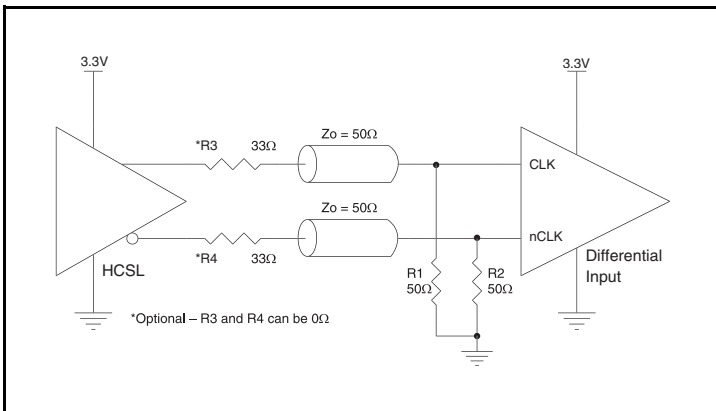 3.3V
3.3V
*R3 33Ω
Zo = 50Ω
CLK
Zo = 50Ω
nCLK
*R4 33Ω
HCSL
R1
50Ω
R2
50Ω
Differential
Input
*Optional – R3 and R4 can be 0Ω